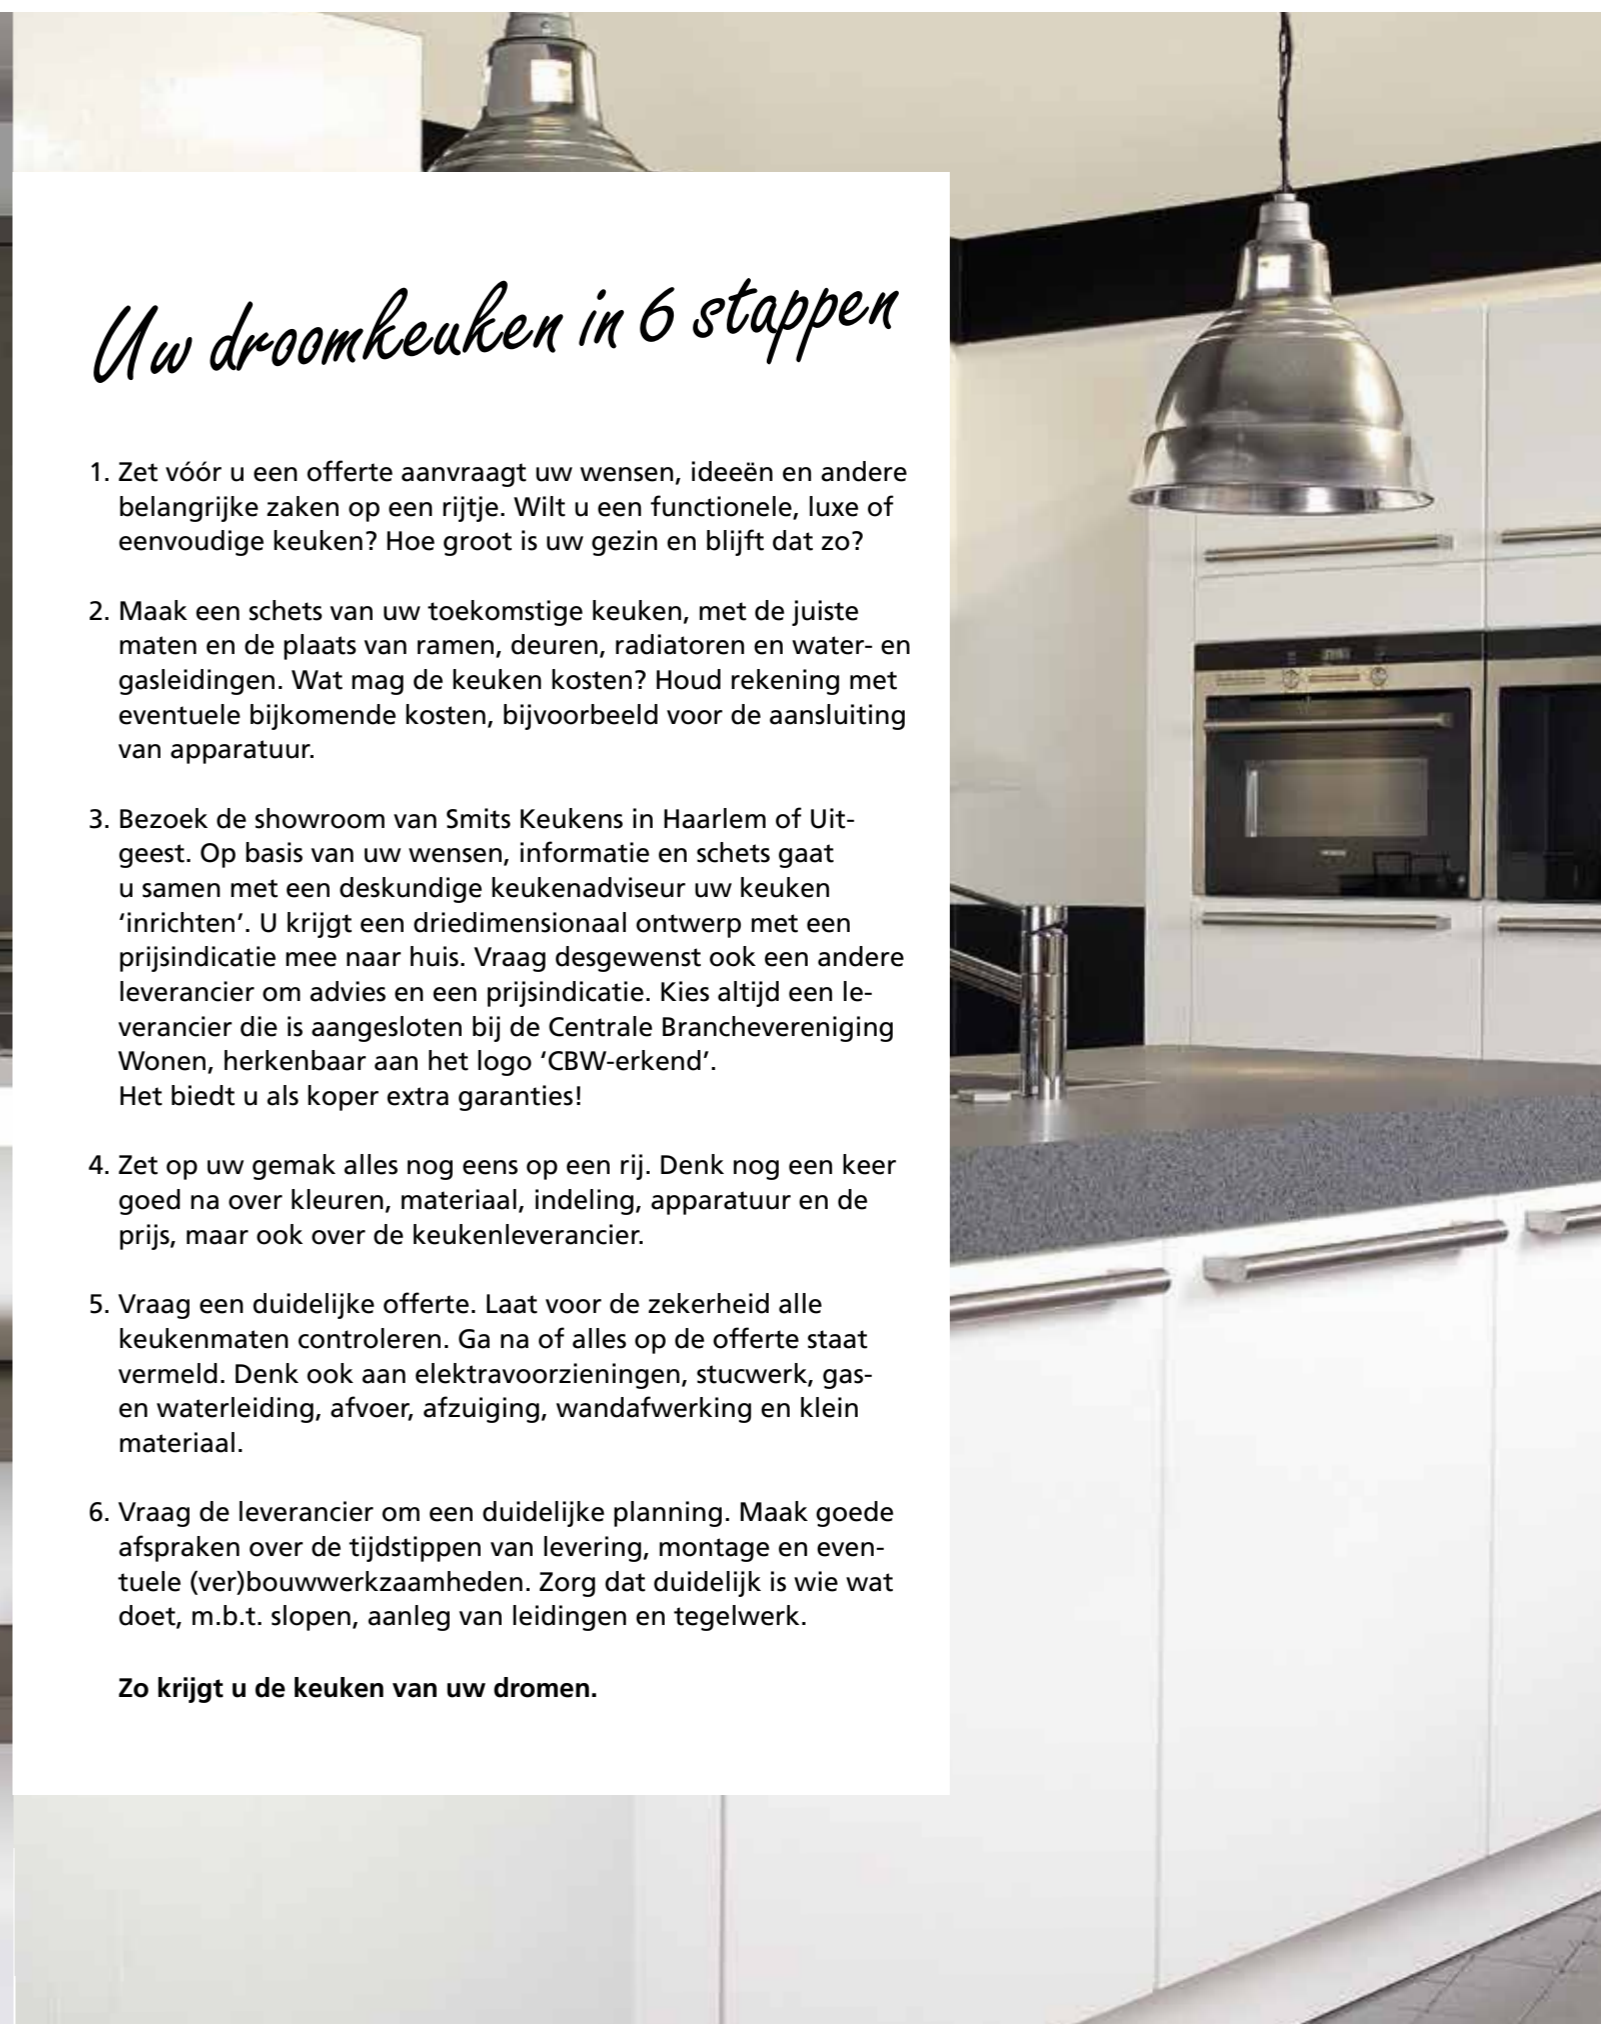 Uw droomkeuken in 6 stappen
1. Zet vóór u een offerte aanvraagt uw wensen, ideeën en andere
belangrijke zaken op een rijtje. Wilt u een functionele, luxe of
eenvoudige keuken? Hoe groot is uw gezin en blijft dat zo?
2. Maak een schets van uw toekomstige keuken, met de juiste
maten en de plaats van ramen, deuren, radiatoren en water- en
gasleidingen. Wat mag de keuken kosten? Houd rekening met
eventuele bijkomende kosten, bijvoorbeeld voor de aansluiting
van apparatuur.
3. Bezoek de showroom van Smits Keukens in Haarlem of Uit-
geest. Op basis van uw wensen, informatie en schets gaat
u samen met een deskundige keukenadviseur uw keuken
‘inrichten’. U krijgt een driedimensionaal ontwerp met een
prijsindicatie mee naar huis. Vraag desgewenst ook een andere
leverancier om advies en een prijsindicatie. Kies altijd een le-
verancier die is aangesloten bij de Centrale Branchevereniging
Wonen, herkenbaar aan het logo ‘CBW-erkend’.
Het biedt u als koper extra garanties!
4. Zet op uw gemak alles nog eens op een rij. Denk nog een keer
goed na over kleuren, materiaal, indeling, apparatuur en de
prijs, maar ook over de keukenleverancier.
5. Vraag een duidelijke offerte. Laat voor de zekerheid alle
keukenmaten controleren. Ga na of alles op de offerte staat
vermeld. Denk ook aan elektravoorzieningen, stucwerk, gas-
en waterleiding, afvoer, afzuiging, wandafwerking en klein
materiaal.
6. Vraag de leverancier om een duidelijke planning. Maak goede
afspraken over de tijdstippen van levering, montage en even-
tuele (ver)bouwwerkzaamheden. Zorg dat duidelijk is wie wat
doet, m.b.t. slopen, aanleg van leidingen en tegelwerk.
Zo krijgt u de keuken van uw dromen.